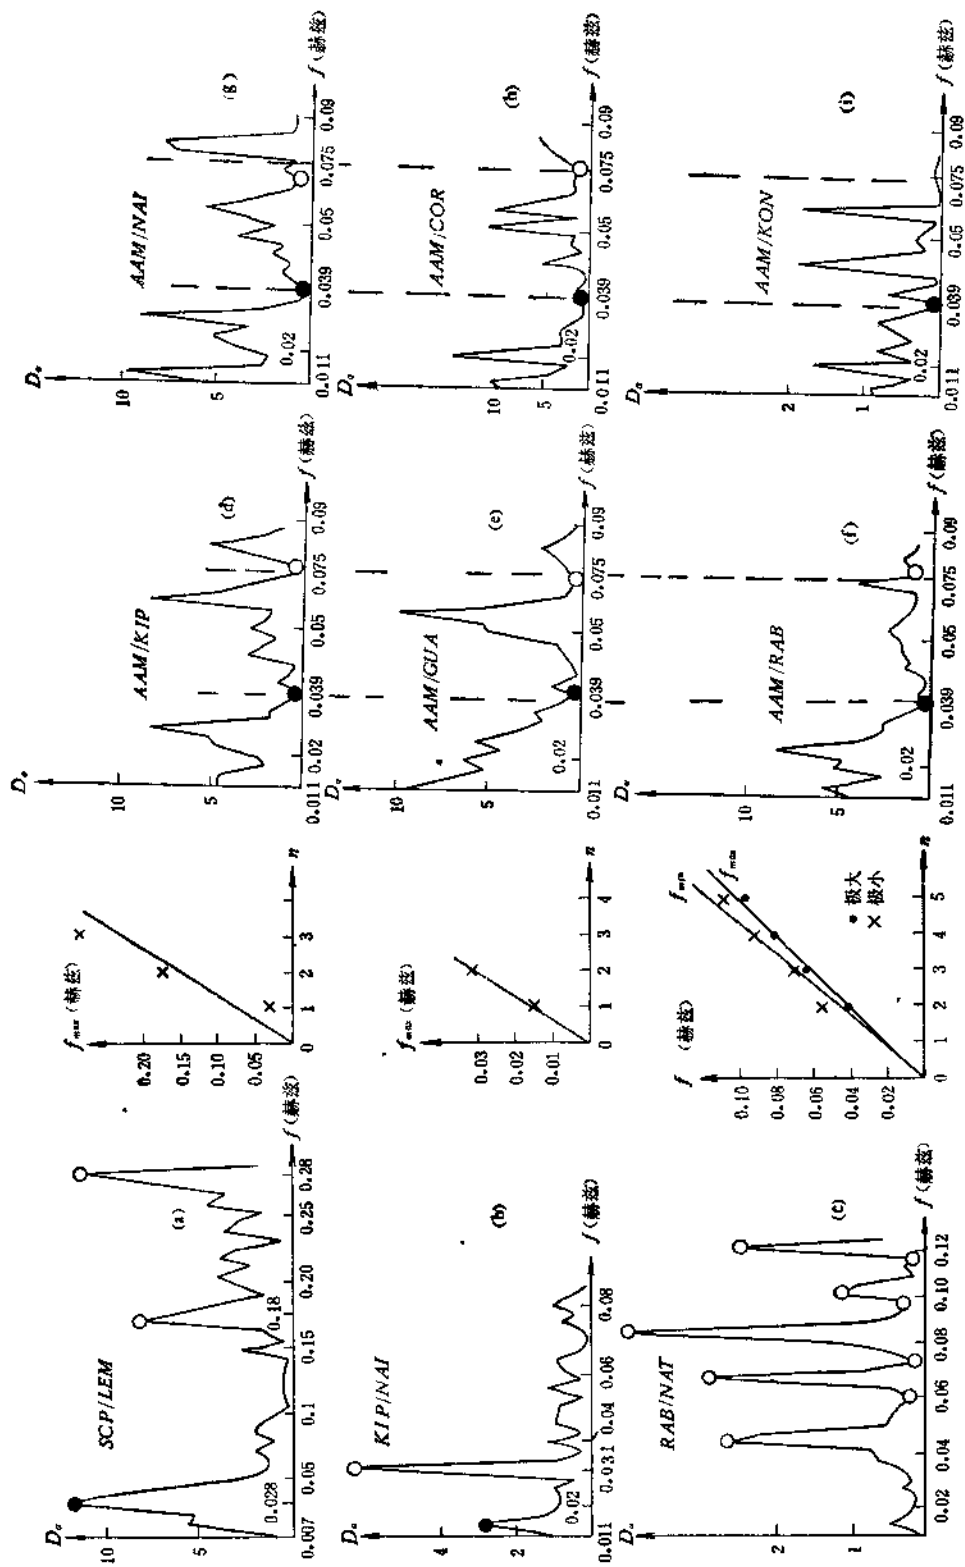 D_a
10
5
SCP/LEM
(a)
0.007
0.028
0.05
0.1
0.15
0.18
0.20
0.25
0.28
f(赫兹)
f_max(赫兹)
0.20
0.15
0.10
0.05
0
1
2
3
n
D_a
10
5
AAM/KIP
(d)
0.011
0.02
0.039
0.05
0.075
0.09
f(赫兹)
D_a
10
5
AAM/NAI
(g)
0.011
0.02
0.039
0.05
0.075
0.09
f(赫兹)
D_a
4
2
KIP/NAI
(b)
0.011
0.02
0.031
0.04
0.06
0.08
f(赫兹)
f_max(赫兹)
0.03
0.02
0.01
0
1
2
3
4
n
D_a
10
5
AAM/GUA
(e)
0.011
0.02
0.039
0.05
0.075
0.09
f(赫兹)
D_a
10
5
AAM/COR
(h)
0.011
0.02
0.039
0.05
0.075
0.09
f(赫兹)
D_a
1
RAB/NAT
(c)
0.02
0.04
0.06
0.08
0.10
0.12
f(赫兹)
f
(赫兹)
0.10
0.08
0.06
0.04
0.02
f_min
f_max
• 极大
× 极小
0
1
2
3
4
5
n
D_a
10
5
AAM/RAB
(f)
0.011
0.02
0.039
0.05
0.075
0.09
f(赫兹)
D_a
2
1
AAM/KON
(i)
0.011
0.02
0.039
0.05
0.075
0.09
f(赫兹)